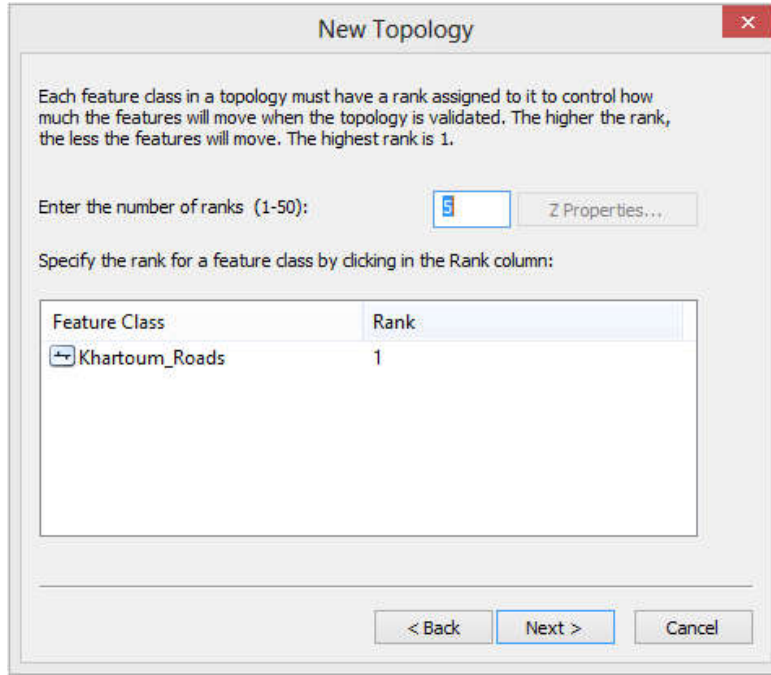 New Topology
Each feature class in a topology must have a rank assigned to it to control how
much the features will move when the topology is validated. The higher the rank,
the less the features will move. The highest rank is 1.
Enter the number of ranks (1-50): 5 Z Properties...
Specify the rank for a feature class by clicking in the Rank column:
Feature Class Rank
Khartoum_Roads 1
< Back Next > Cancel